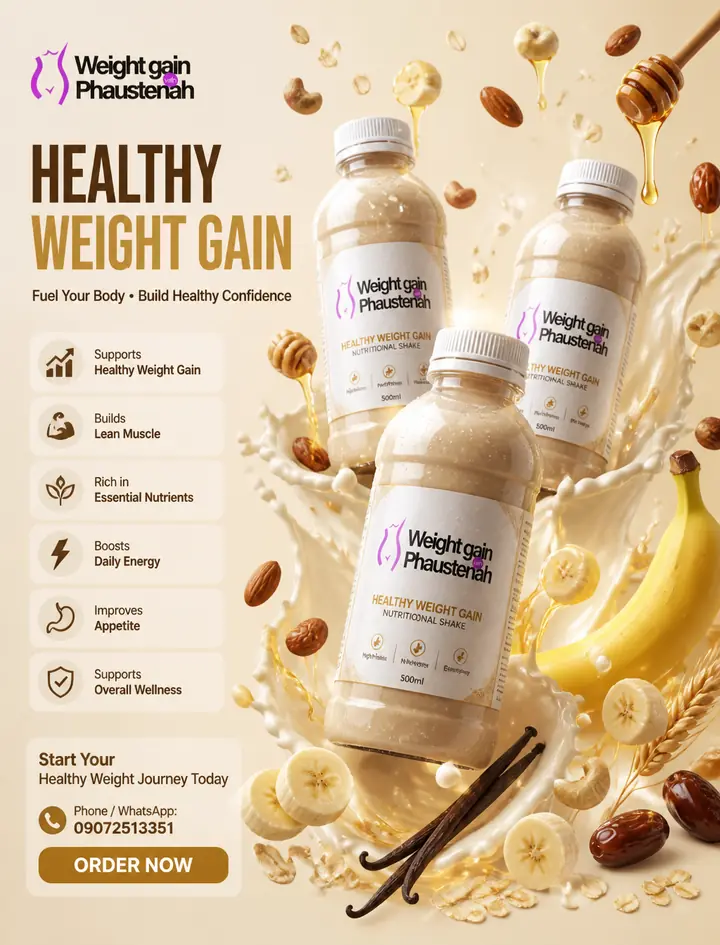 Weight gain
with
Phaustenah
HEALTHY
WEIGHT GAIN
Fuel Your Body • Build Healthy Confidence
Supports
Healthy Weight Gain
Builds
Lean Muscle
Rich in
Essential Nutrients
Boosts
Daily Energy
Improves
Appetite
Supports
Overall Wellness
Start Your
Healthy Weight Journey Today
Phone / WhatsApp:
09072513351
ORDER NOW
Weight gain
Phaustenah
HEALTHY WEIGHT GAIN
NUTRITIONAL SHAKE
500ml
Weight gain
Phaustenah
HEALTHY WEIGHT GAIN
NUTRITIONAL SHAKE
500ml
Weight gain
Phaustenah
HEALTHY WEIGHT GAIN
NUTRITIONAL SHAKE
500ml